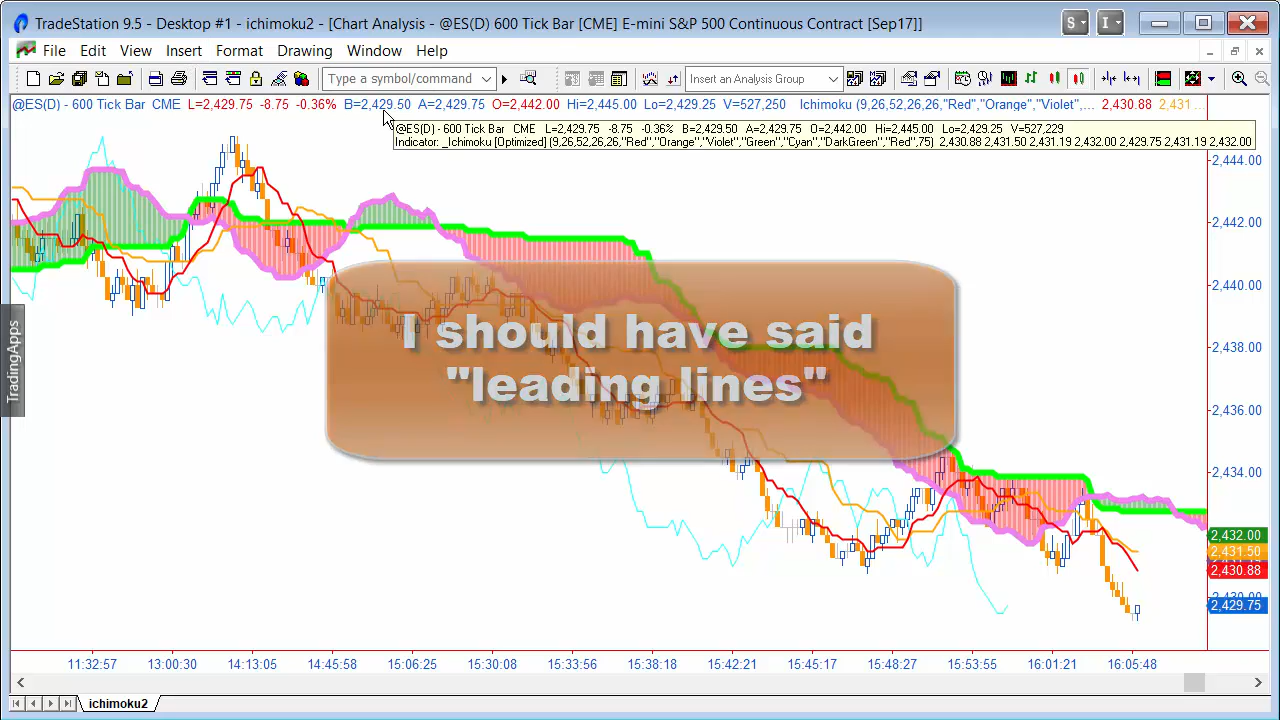 TradeStation 9.5 - Desktop #1 - ichimoku2 - [Chart Analysis - @ES(D) 600 Tick Bar [CME] E-mini S&P 500 Continuous Contract [Sep17]]
S I
File Edit View Insert Format Drawing Window Help
Type a symbol/command Insert an Analysis Group
@ES(D) - 600 Tick Bar CME L=2,429.75 -8.75 -0.36% B=2,429.50 A=2,429.75 O=2,442.00 Hi=2,445.00 Lo=2,429.25 V=527,250 Ichimoku (9,26,52,26,26,"Red","Orange","Violet",... 2,430.88 2,431....
@ES(D) - 600 Tick Bar CME L=2,429.75 -8.75 -0.36% B=2,429.50 A=2,429.75 O=2,442.00 Hi=2,445.00 Lo=2,429.25 V=527,229
Indicator: _Ichimoku [Optimized] (9,26,52,26,26,"Red","Orange","Violet","Green","Cyan","DarkGreen","Red",75) 2,430.88 2,431.50 2,431.19 2,432.00 2,429.75 2,431.19 2,432.00
2,444.00
2,442.00
2,440.00
2,438.00
2,436.00
2,434.00
I should have said
"leading lines"
TradingApps
2,432.00
2,431.50
2,430.88
2,430.00
2,429.75
11:32:57 13:00:30 14:13:05 14:45:58 15:06:25 15:30:08 15:33:56 15:38:18 15:42:21 15:45:17 15:48:27 15:53:55 16:01:21 16:05:48
ichimoku2